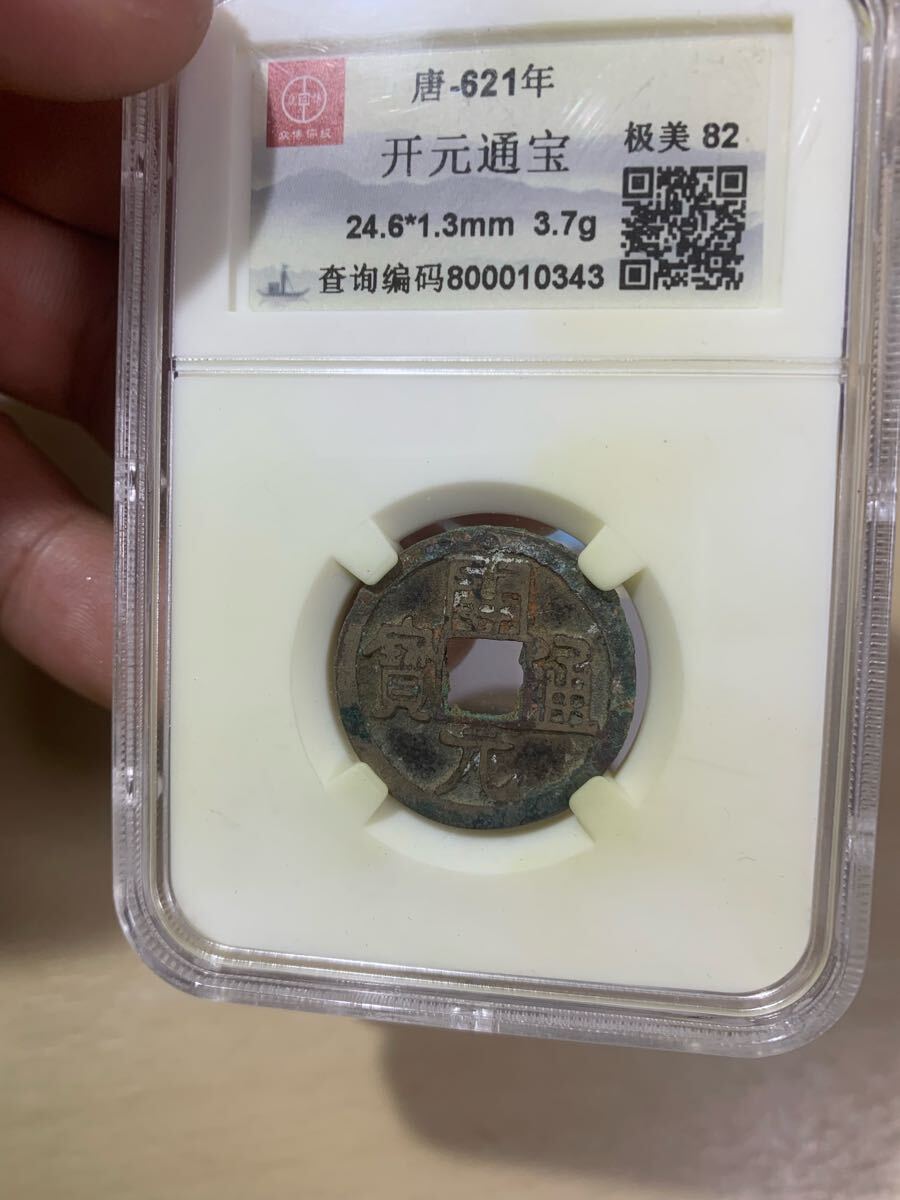 唐-621年
开元通宝
极美 82
24.6*1.3mm 3.7g
查询编码800010343
開
寶 通
元